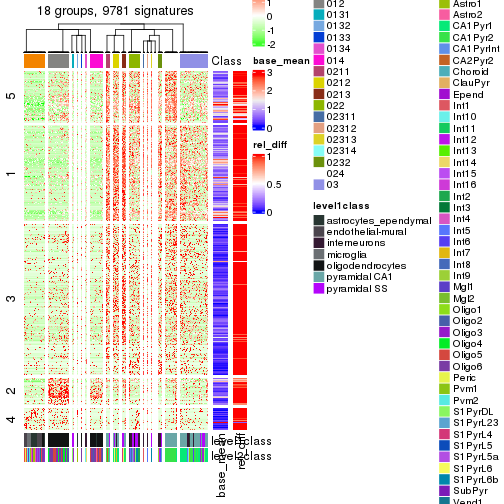 18 groups, 9781 signatures
1
0
-1
-2
Class
base_mean
3
2
1
0
rel_diff
1
0.5
0
5
1
3
2
4
level1class
level2class
base_mean
rel_diff
012
0131
0132
0133
0134
014
0211
0212
0213
022
02311
02312
02313
02314
0232
024
03
level1class
astrocytes_ependymal
endothelial-mural
interneurons
microglia
oligodendrocytes
pyramidal CA1
pyramidal SS
Astro1
Astro2
CA1Pyr1
CA1Pyr2
CA1PyrInt
CA2Pyr2
Choroid
ClauPyr
Epend
Int1
Int10
Int11
Int12
Int13
Int14
Int15
Int16
Int2
Int3
Int4
Int5
Int6
Int7
Int8
Int9
Mgl1
Mgl2
Oligo1
Oligo2
Oligo3
Oligo4
Oligo5
Oligo6
Peric
Pvm1
Pvm2
S1PyrDL
S1PyrL23
S1PyrL4
S1PyrL5
S1PyrL5a
S1PyrL6
S1PyrL6b
SubPyr
Vend1